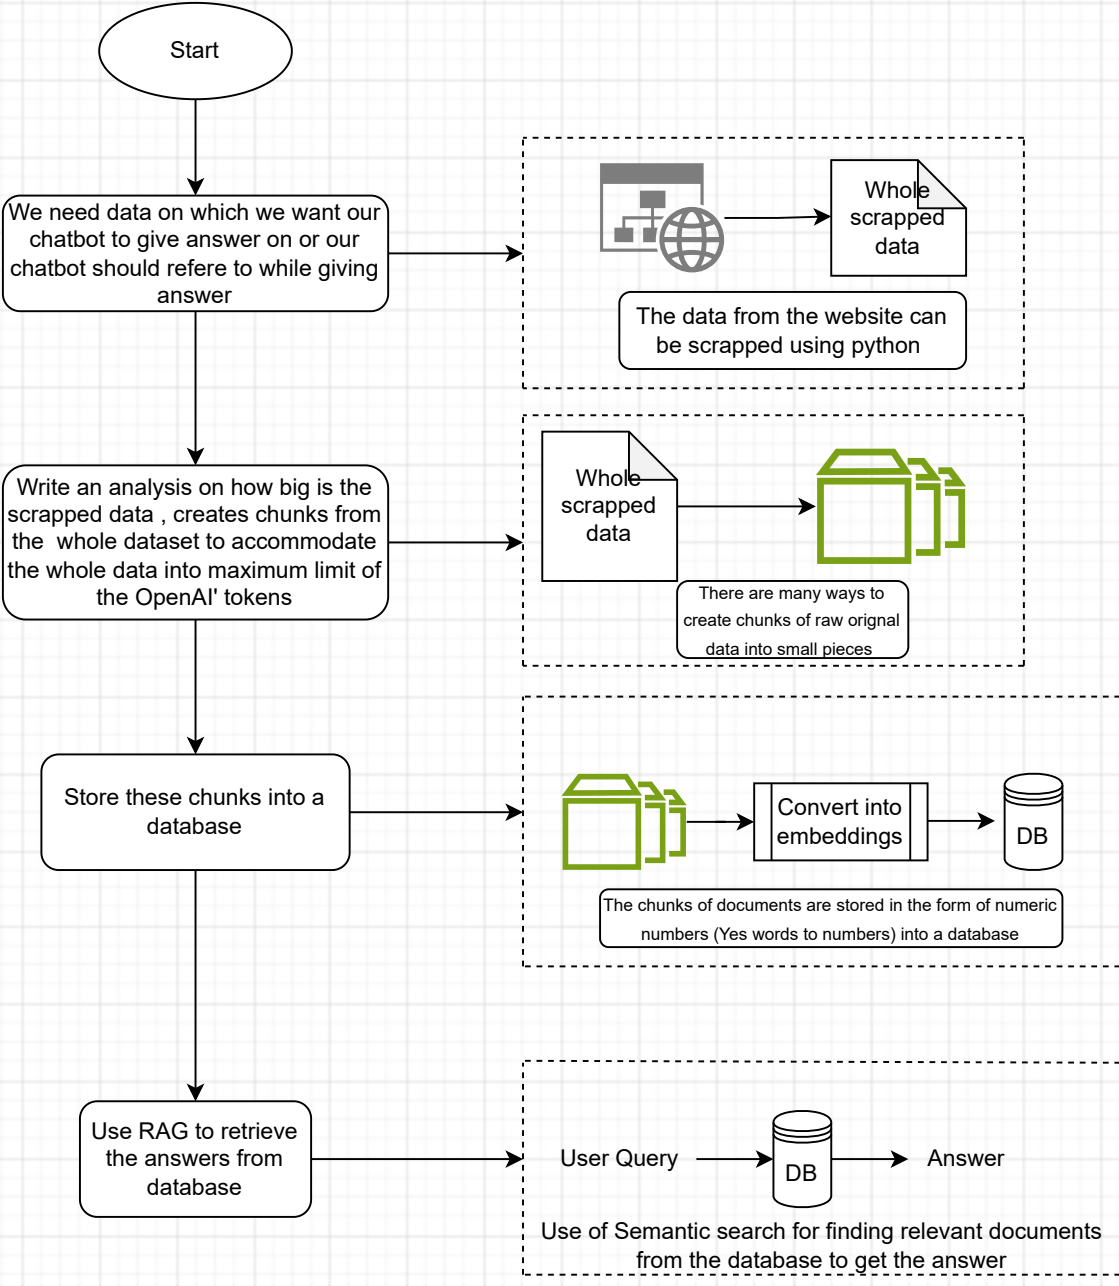 Start
We need data on which we want our
chatbot to give answer on or our
chatbot should refere to while giving
answer
Whole
scrapped
data
The data from the website can
be scrapped using python
Write an analysis on how big is the
scrapped data , creates chunks from
the  whole dataset to accommodate
the whole data into maximum limit of
the OpenAI' tokens
Whole
scrapped
data
There are many ways to
create chunks of raw orignal
data into small pieces
Store these chunks into a
database
Convert into
embeddings
DB
The chunks of documents are stored in the form of numeric
numbers (Yes words to numbers) into a database
Use RAG to retrieve
the answers from
database
User Query
DB
Answer
Use of Semantic search for finding relevant documents
from the database to get the answer